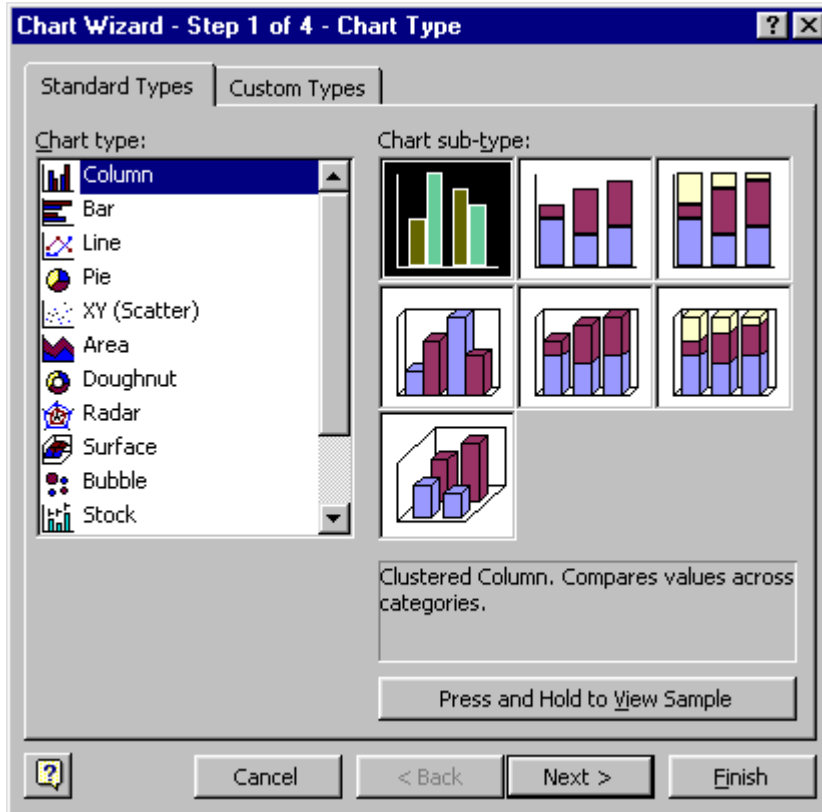 Chart Wizard - Step 1 of 4 - Chart Type
Standard Types
Custom Types
Chart type:
Column
Bar
Line
Pie
XY (Scatter)
Area
Doughnut
Radar
Surface
Bubble
Stock
Chart sub-type:
Clustered Column. Compares values across
categories.
Press and Hold to View Sample
Cancel
< Back
Next >
Finish